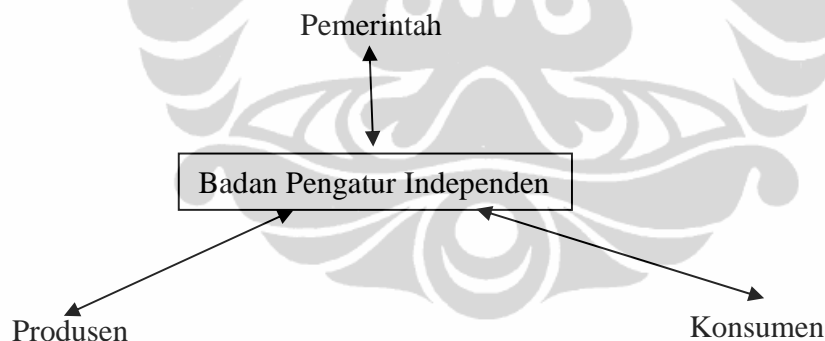 Pemerintah
Badan Pengatur Independen
Produsen
Konsumen